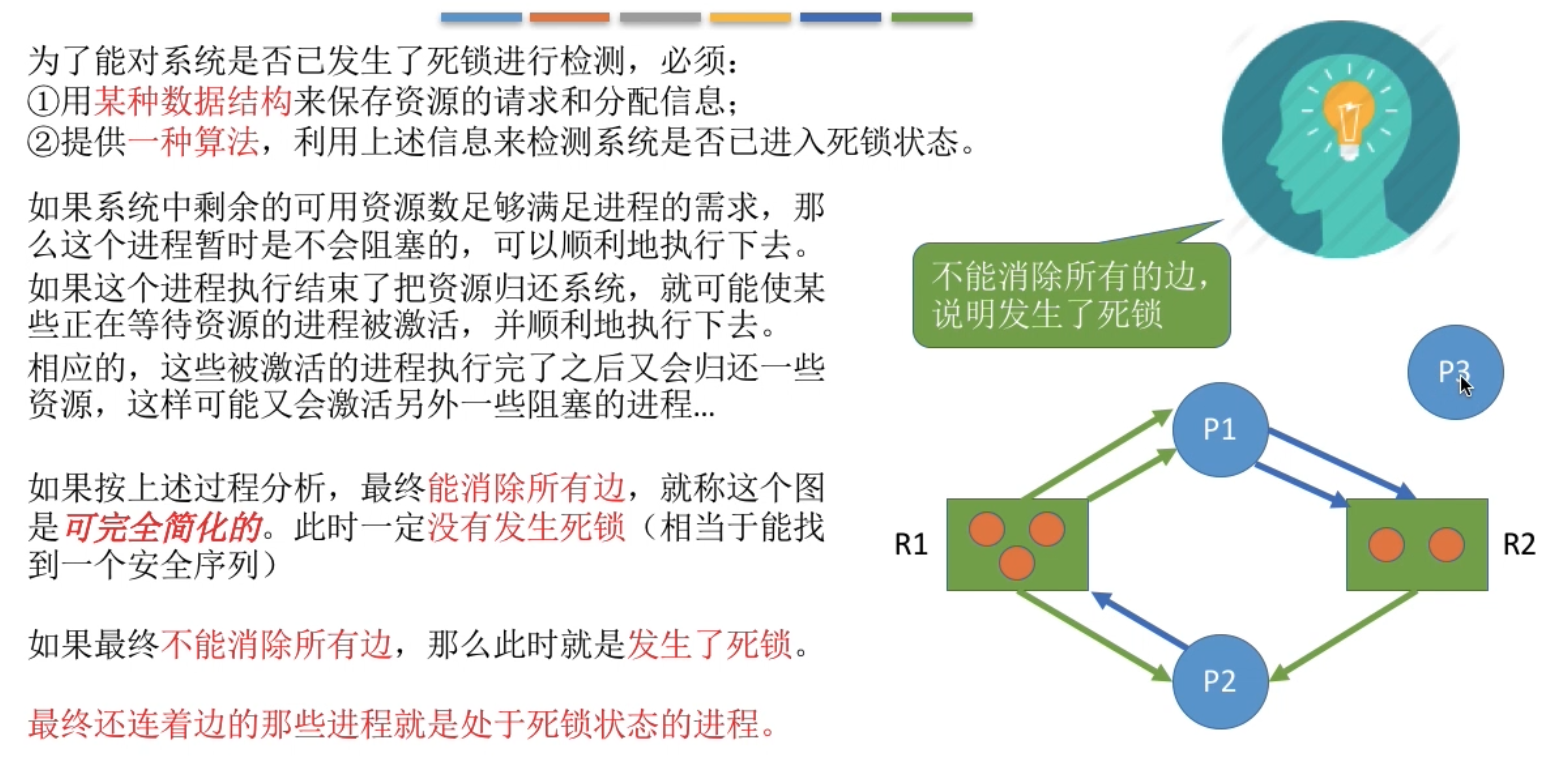 为了能对系统是否已发生了死锁进行检测，必须：
①用某种数据结构来保存资源的请求和分配信息；
②提供一种算法，利用上述信息来检测系统是否已进入死锁状态。
如果系统中剩余的可用资源数足够满足进程的需求，那
么这个进程暂时是不会阻塞的，可以顺利地执行下去。
如果这个进程执行结束了把资源归还系统，就可能使某
些正在等待资源的进程被激活，并顺利地执行下去。
相应的，这些被激活的进程执行完了之后又会归还一些
资源，这样可能又会激活另外一些阻塞的进程...
如果按上述过程分析，最终能消除所有边，就称这个图
是可完全简化的。此时一定没有发生死锁（相当于能找
到一个安全序列）
如果最终不能消除所有边，那么此时就是发生了死锁。
最终还连着边的那些进程就是处于死锁状态的进程。
不能消除所有的边，
说明发生了死锁
P3
P1
R1
R2
P2